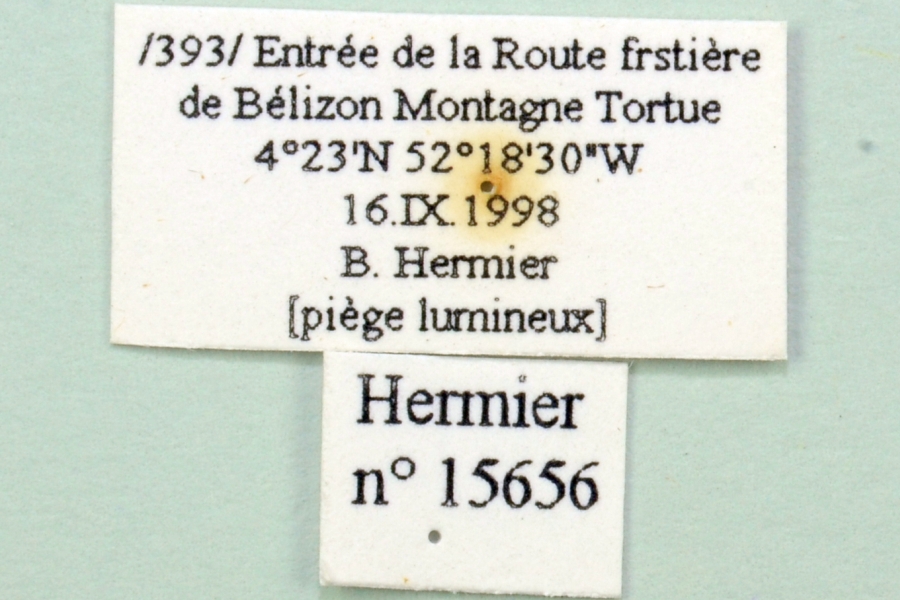 /393/ Entrée de la Route frstière
de Bélizon Montagne Tortue
4°23'N 52°18'30"W
16.IX.1998
B. Hermier
[piège lumineux]
Hermier
n° 15656